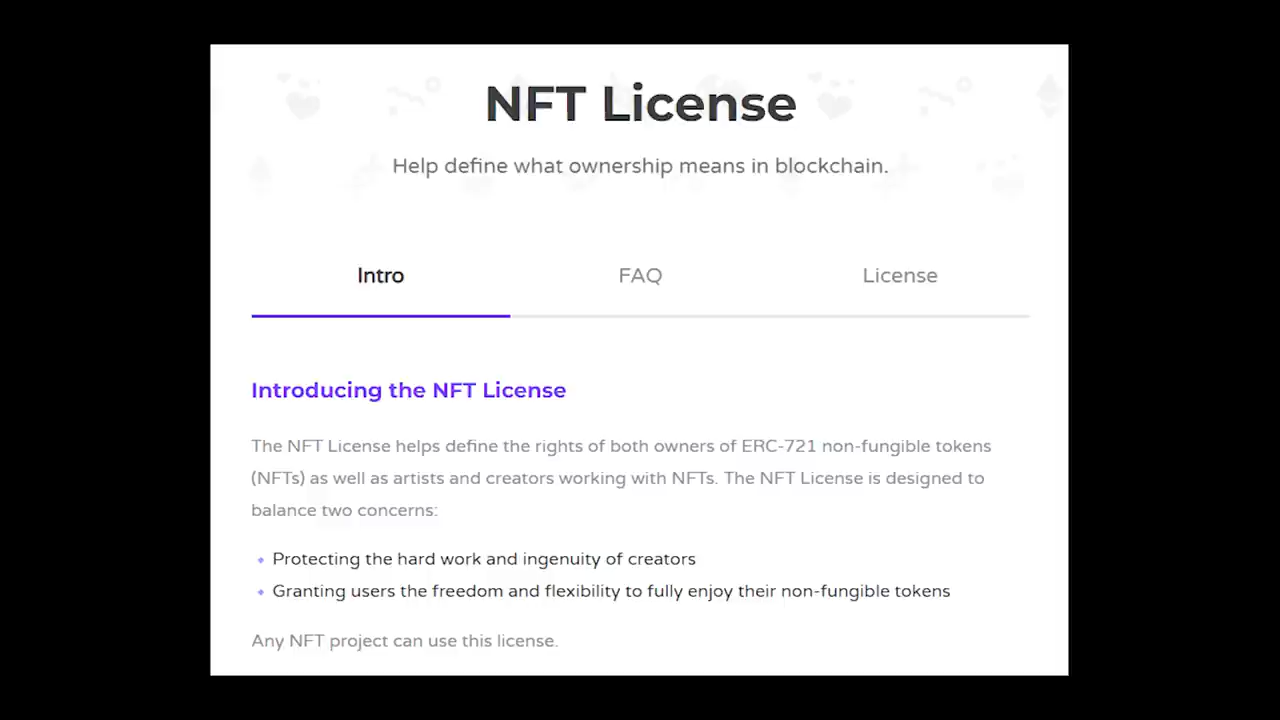 NFT License
Help define what ownership means in blockchain.
Intro
FAQ
License
Introducing the NFT License
The NFT License helps define the rights of both owners of ERC-721 non-fungible tokens
(NFTs) as well as artists and creators working with NFTs. The NFT License is designed to
balance two concerns:
Protecting the hard work and ingenuity of creators
Granting users the freedom and flexibility to fully enjoy their non-fungible tokens
Any NFT project can use this license.